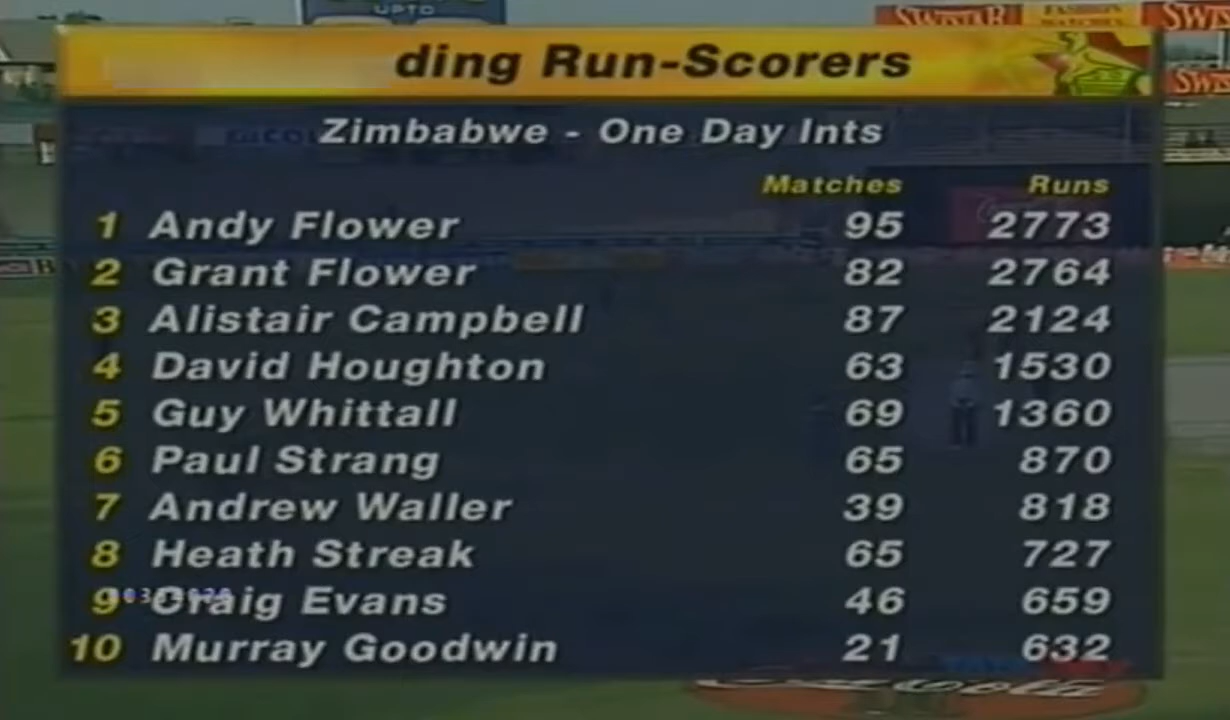 UPTO
SWISTAR
ding Run-Scorers
Zimbabwe - One Day Ints
Matches Runs
1 Andy Flower 95 2773
2 Grant Flower 82 2764
3 Alistair Campbell 87 2124
4 David Houghton 63 1530
5 Guy Whittall 69 1360
6 Paul Strang 65 870
7 Andrew Waller 39 818
8 Heath Streak 65 727
9 Craig Evans 46 659
10 Murray Goodwin 21 632